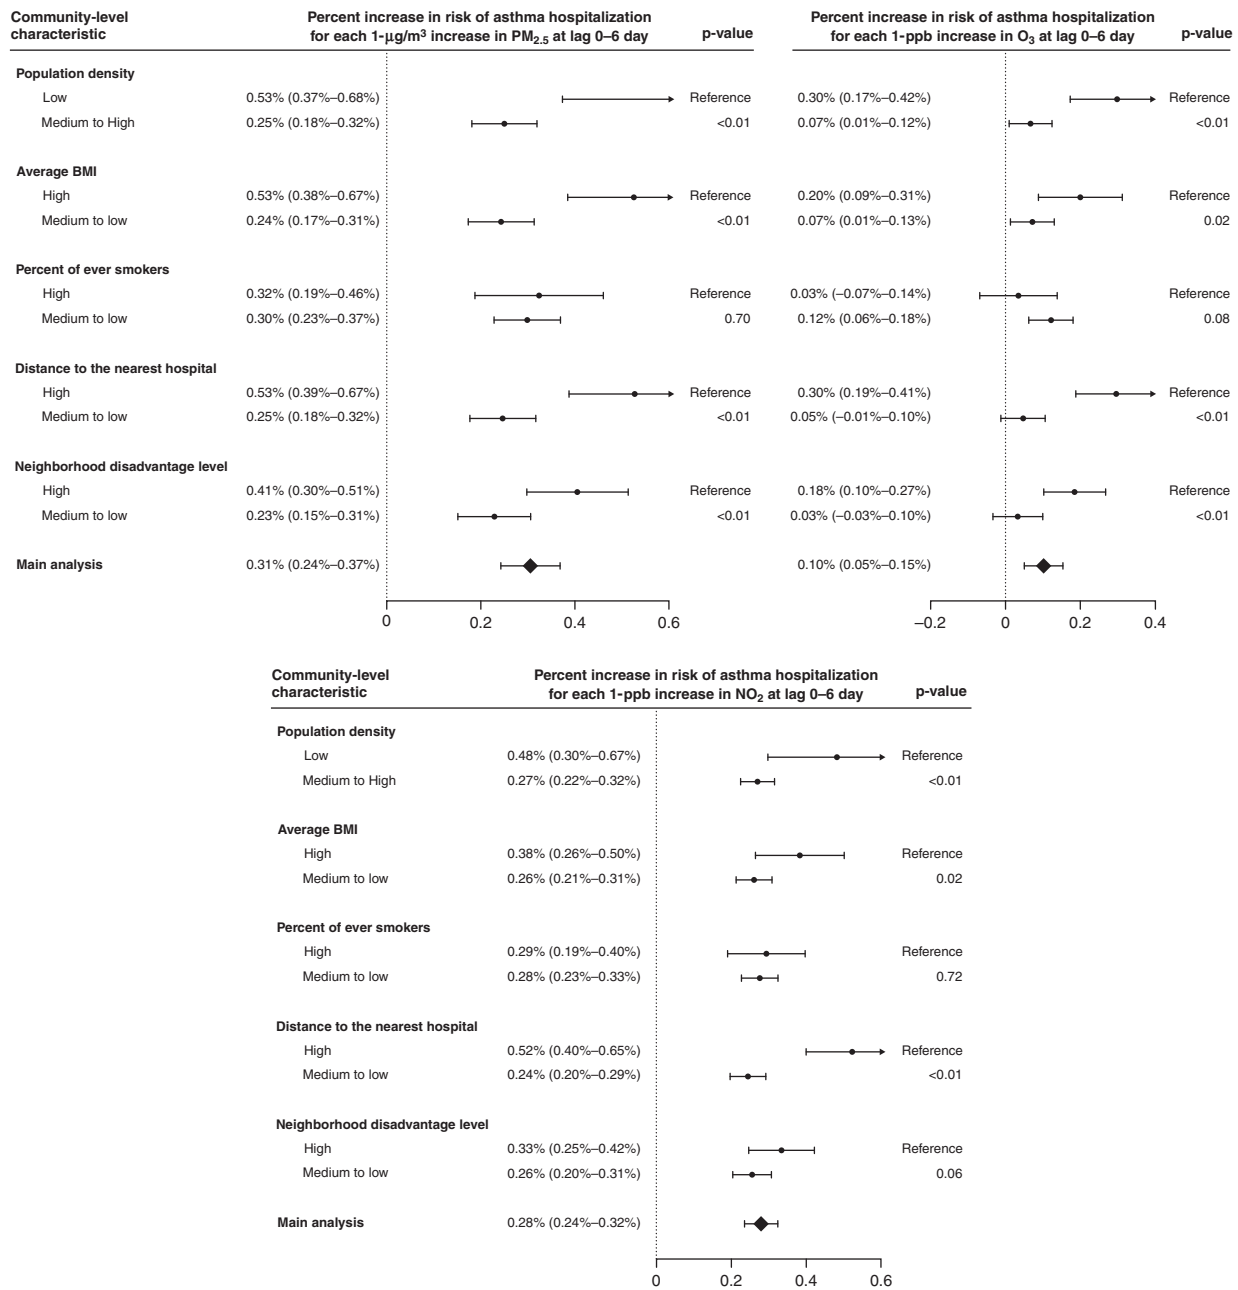 Community-level
characteristic
Percent increase in risk of asthma hospitalization
for each 1-μg/m³ increase in PM₂.₅ at lag 0–6 day
p-value
Population density
Low 0.53% (0.37%–0.68%) Reference
Medium to High 0.25% (0.18%–0.32%) <0.01
Average BMI
High 0.53% (0.38%–0.67%) Reference
Medium to low 0.24% (0.17%–0.31%) <0.01
Percent of ever smokers
High 0.32% (0.19%–0.46%) Reference
Medium to low 0.30% (0.23%–0.37%) 0.70
Distance to the nearest hospital
High 0.53% (0.39%–0.67%) Reference
Medium to low 0.25% (0.18%–0.32%) <0.01
Neighborhood disadvantage level
High 0.41% (0.30%–0.51%) Reference
Medium to low 0.23% (0.15%–0.31%) <0.01
Main analysis 0.31% (0.24%–0.37%)
0 0.2 0.4 0.6
Percent increase in risk of asthma hospitalization
for each 1-ppb increase in O₃ at lag 0–6 day
p-value
0.30% (0.17%–0.42%) Reference
0.07% (0.01%–0.12%) <0.01
0.20% (0.09%–0.31%) Reference
0.07% (0.01%–0.13%) 0.02
0.03% (–0.07%–0.14%) Reference
0.12% (0.06%–0.18%) 0.08
0.30% (0.19%–0.41%) Reference
0.05% (–0.01%–0.10%) <0.01
0.18% (0.10%–0.27%) Reference
0.03% (–0.03%–0.10%) <0.01
0.10% (0.05%–0.15%)
–0.2 0 0.2 0.4
Community-level
characteristic
Percent increase in risk of asthma hospitalization
for each 1-ppb increase in NO₂ at lag 0–6 day
p-value
Population density
Low 0.48% (0.30%–0.67%) Reference
Medium to High 0.27% (0.22%–0.32%) <0.01
Average BMI
High 0.38% (0.26%–0.50%) Reference
Medium to low 0.26% (0.21%–0.31%) 0.02
Percent of ever smokers
High 0.29% (0.19%–0.40%) Reference
Medium to low 0.28% (0.23%–0.33%) 0.72
Distance to the nearest hospital
High 0.52% (0.40%–0.65%) Reference
Medium to low 0.24% (0.20%–0.29%) <0.01
Neighborhood disadvantage level
High 0.33% (0.25%–0.42%) Reference
Medium to low 0.26% (0.20%–0.31%) 0.06
Main analysis 0.28% (0.24%–0.32%)
0 0.2 0.4 0.6